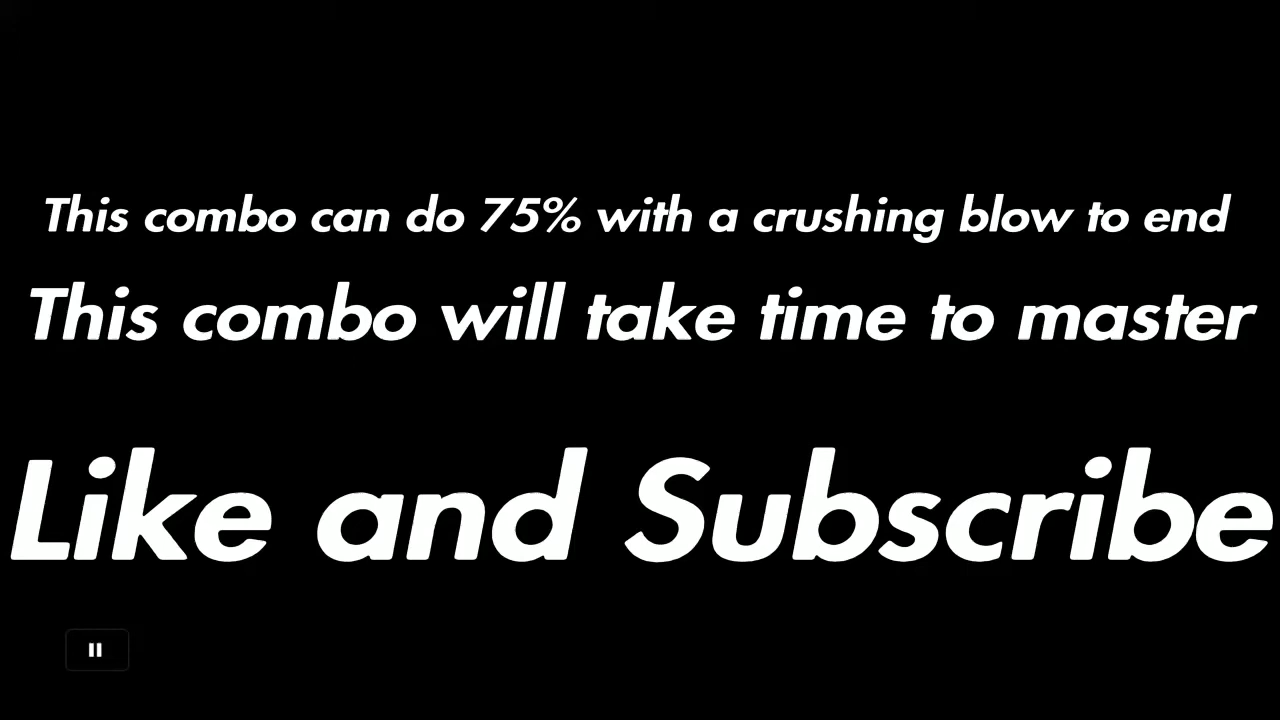 This combo can do 75% with a crushing blow to end
This combo will take time to master
Like and Subscribe